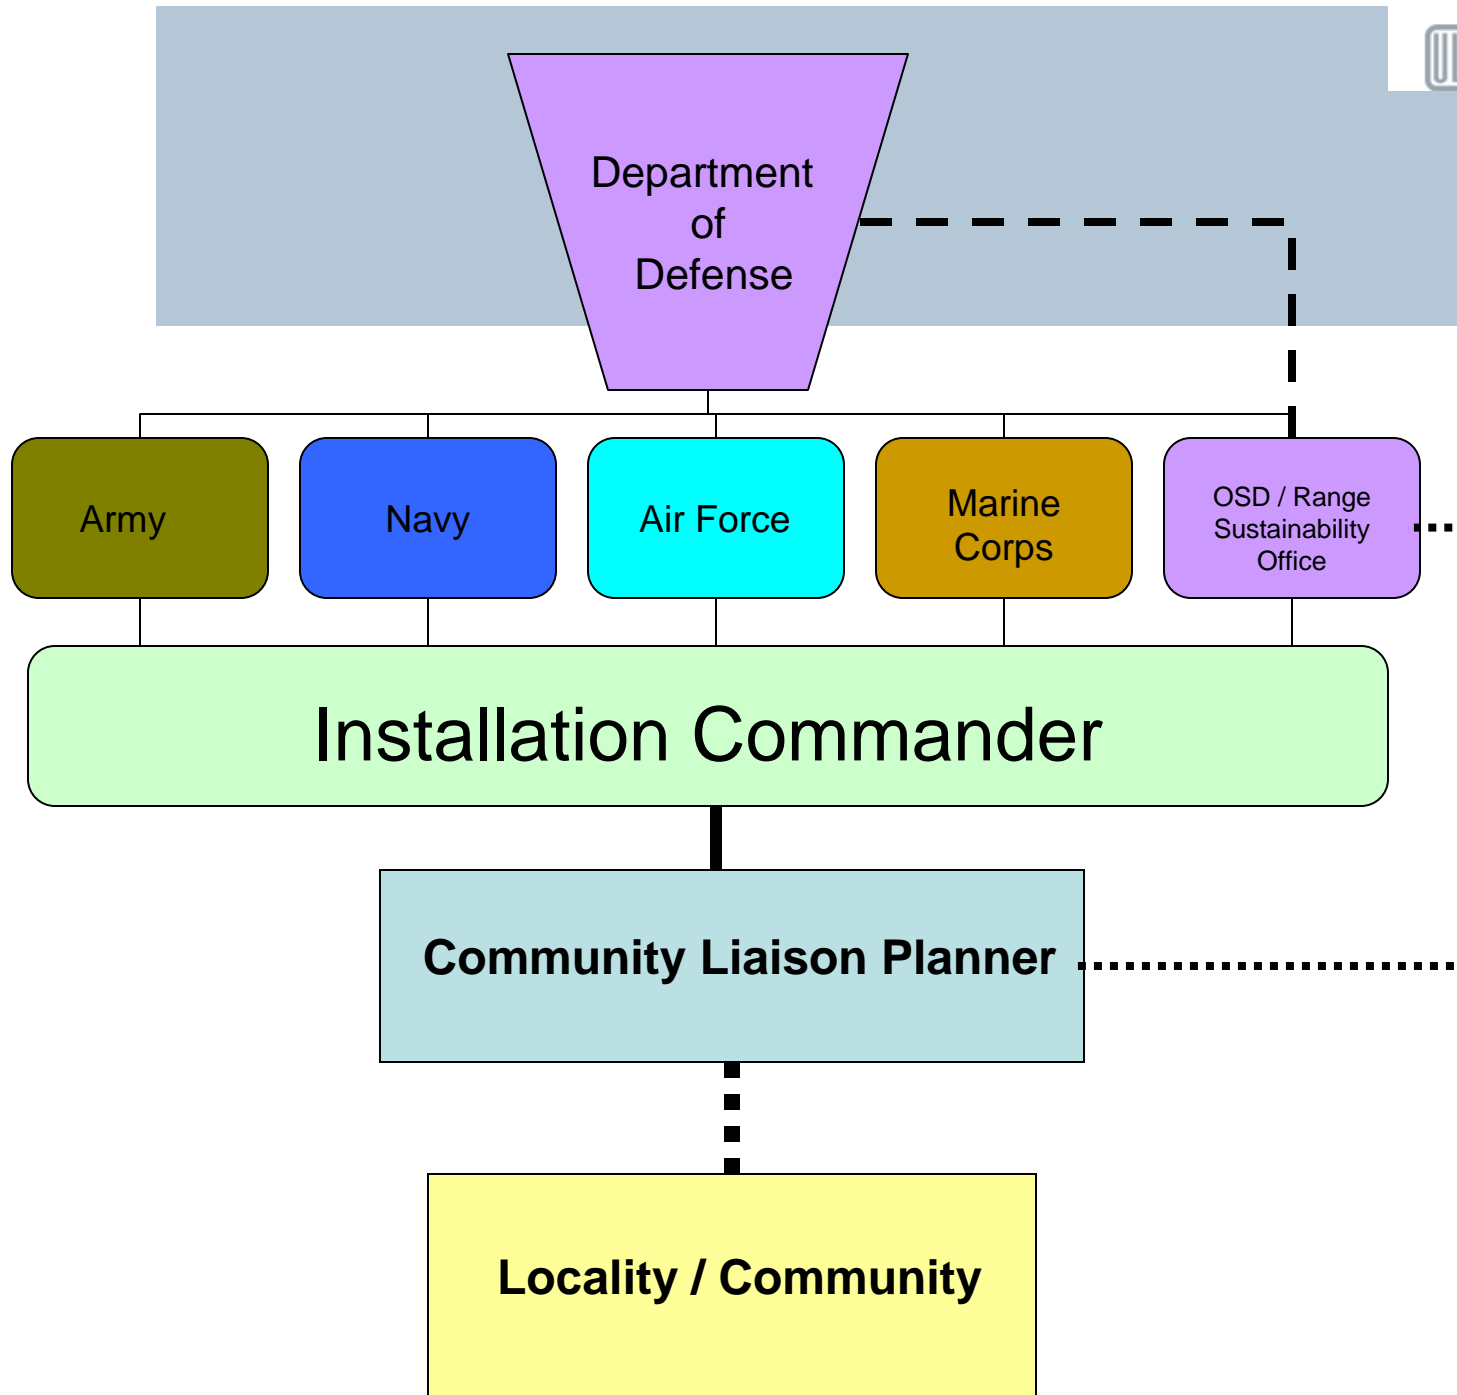 Department
of
Defense
Army
Navy
Air Force
Marine
Corps
OSD / Range
Sustainability
Office
Installation Commander
Community Liaison Planner
Locality / Community